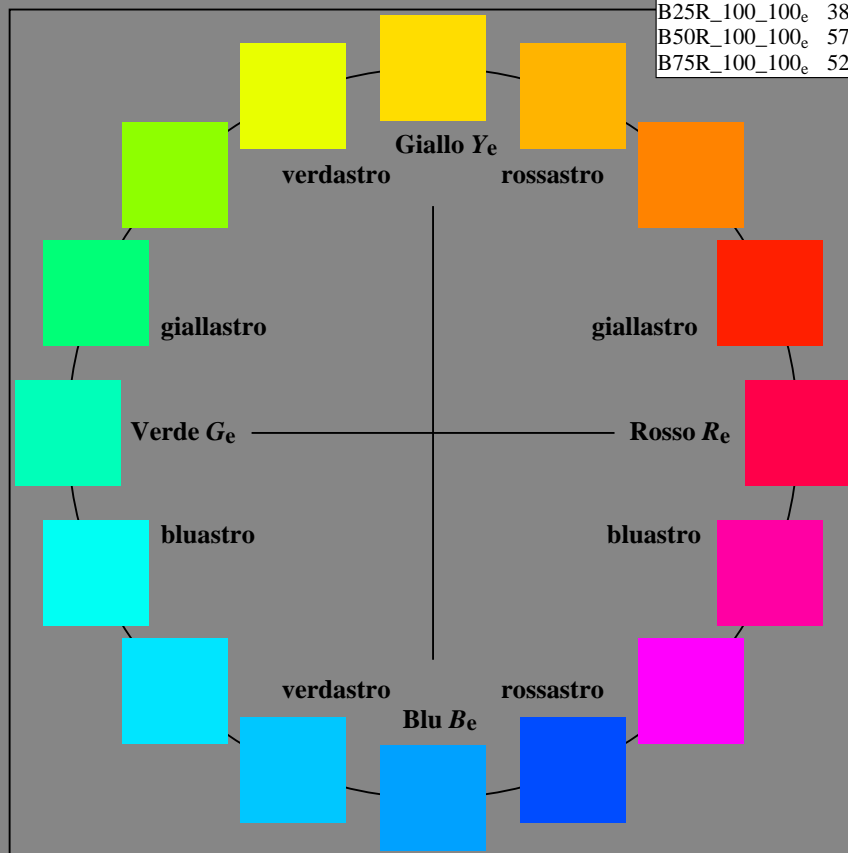 B25R_100_100e 38
B50R_100_100e 57
B75R_100_100e 52
Giallo Ye
verdastro rossastro
giallastro giallastro
Verde Ge Rosso Re
bluastro bluastro
verdastro rossastro
Blu Be